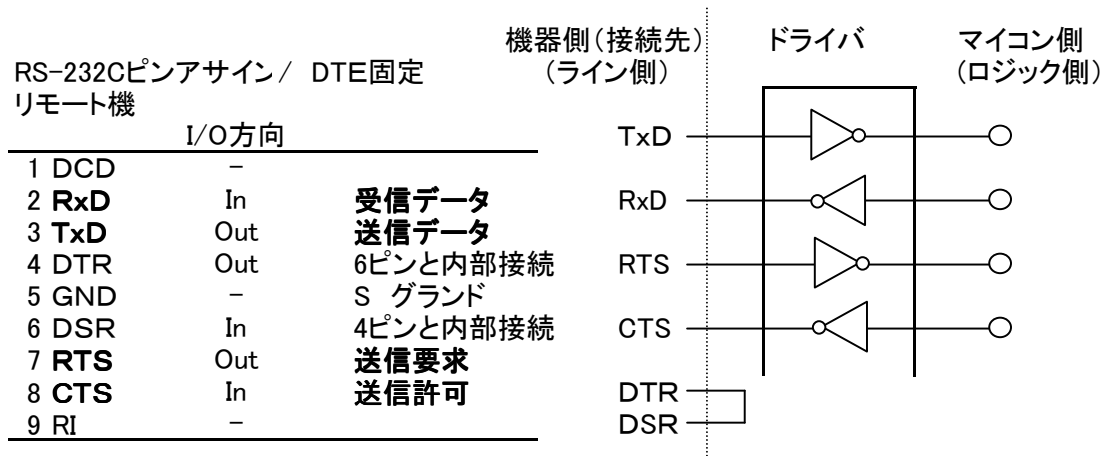 RS-232Cピンアサイン/ DTE固定
リモート機
I/O方向
1 DCD －
2 RxD In 受信データ
3 TxD Out 送信データ
4 DTR Out 6ピンと内部接続
5 GND － S グランド
6 DSR In 4ピンと内部接続
7 RTS Out 送信要求
8 CTS In 送信許可
9 RI －
機器側(接続先)
(ライン側)
ドライバ
マイコン側
(ロジック側)
TxD
RxD
RTS
CTS
DTR
DSR